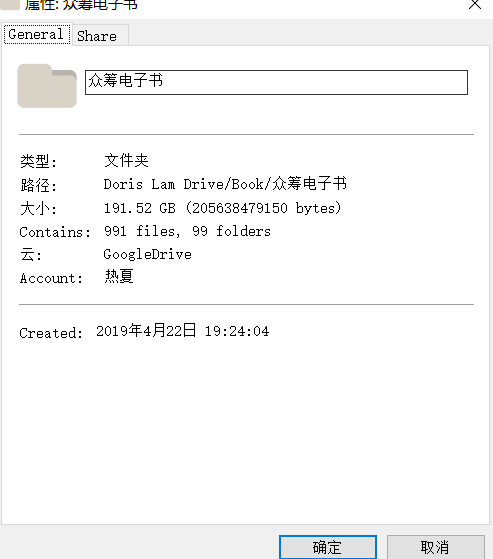 属性: 众筹电子书
General Share
众筹电子书
类型: 文件夹
路径: Doris Lam Drive/Book/众筹电子书
大小: 191.52 GB (205638479150 bytes)
Contains: 991 files, 99 folders
云: GoogleDrive
Account: 热夏
Created: 2019年4月22日 19:24:04
确定 取消